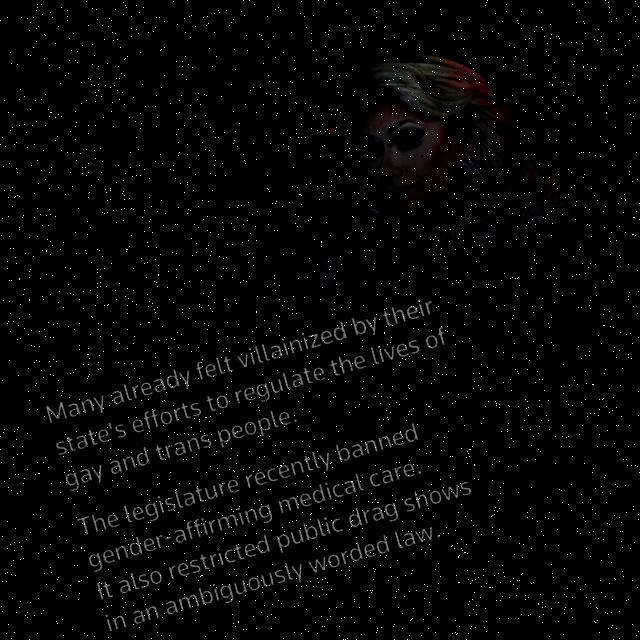 Many already felt villainized by their
state's efforts to regulate the lives of
gay and trans people.
The legislature recently banned
gender-affirming medical care.
It also restricted public drag shows
in an ambiguously worded law.